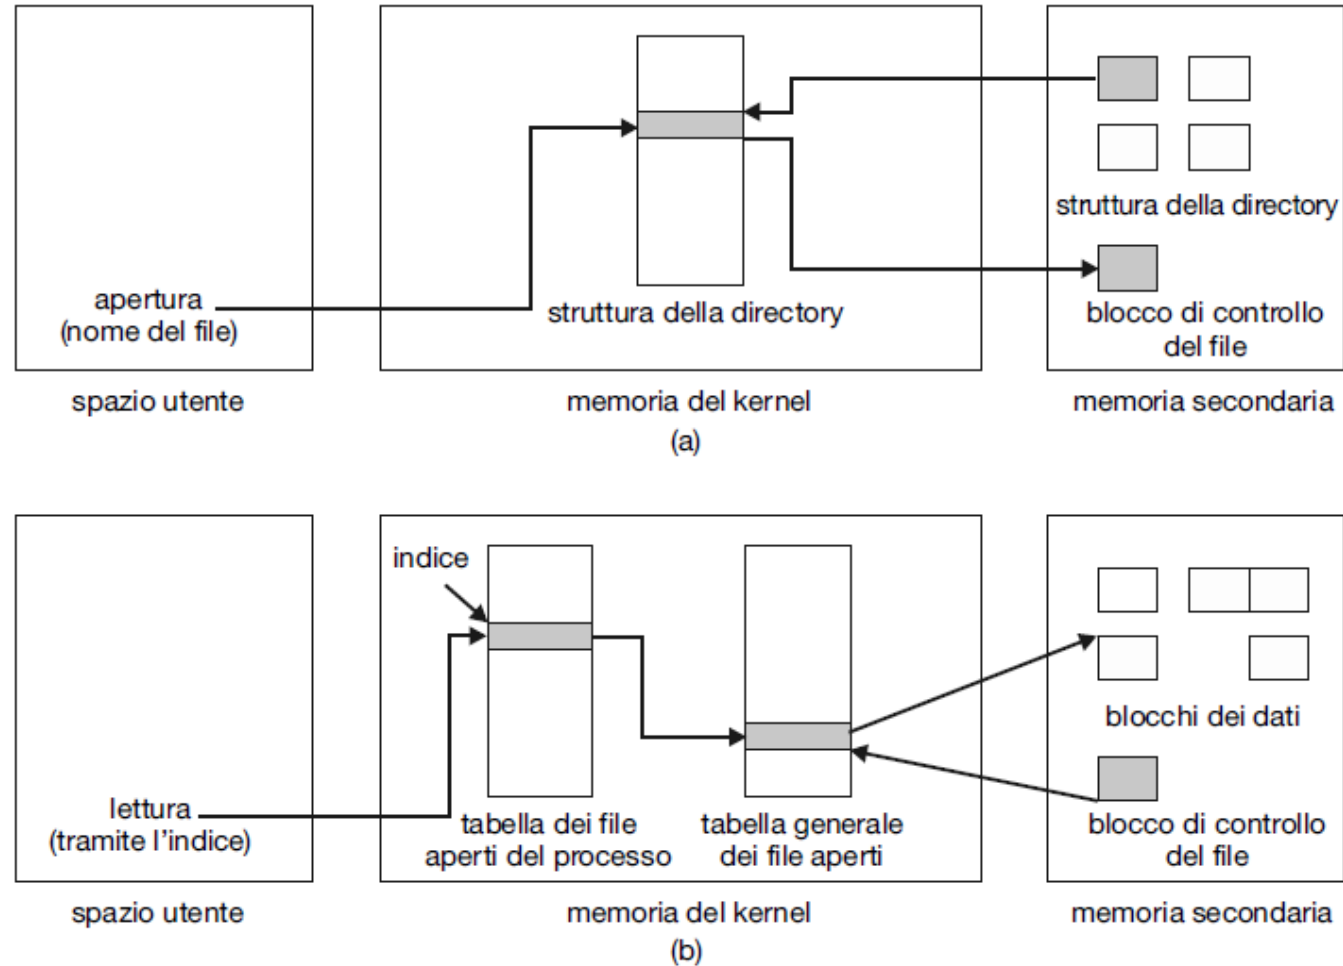 struttura della directory
apertura
(nome del file)
struttura della directory
blocco di controllo
del file
spazio utente
memoria del kernel
memoria secondaria
(a)
indice
blocchi dei dati
lettura
(tramite l'indice)
tabella dei file
aperti del processo
tabella generale
dei file aperti
blocco di controllo
del file
spazio utente
memoria del kernel
memoria secondaria
(b)